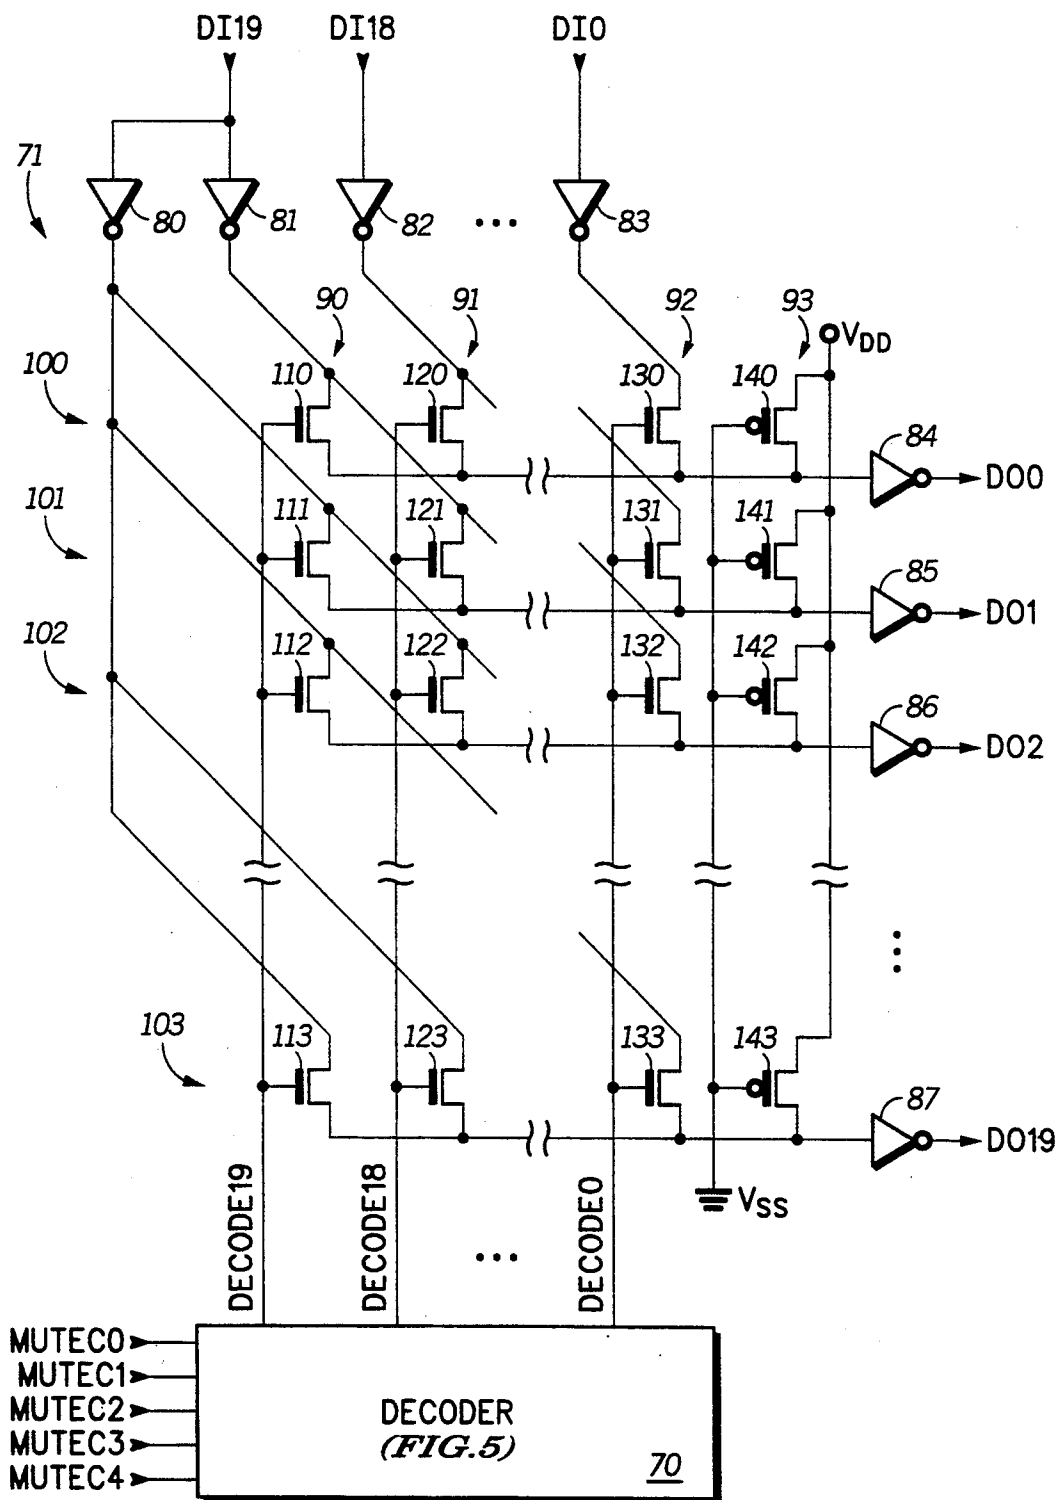 DI19 DI18 DI0
71
80 81 82 ... 83
90 91 92 93
VDD
100 110 120 130 140 84
DO0
101 111 121 131 141 85
DO1
102 112 122 132 142 86
DO2
103 113 123 133 143 87
DO19
DECODE19 DECODE18 ... DECODE0 VSS
MUTEC0
MUTEC1
MUTEC2
MUTEC3
MUTEC4
DECODER
(FIG.5)
70